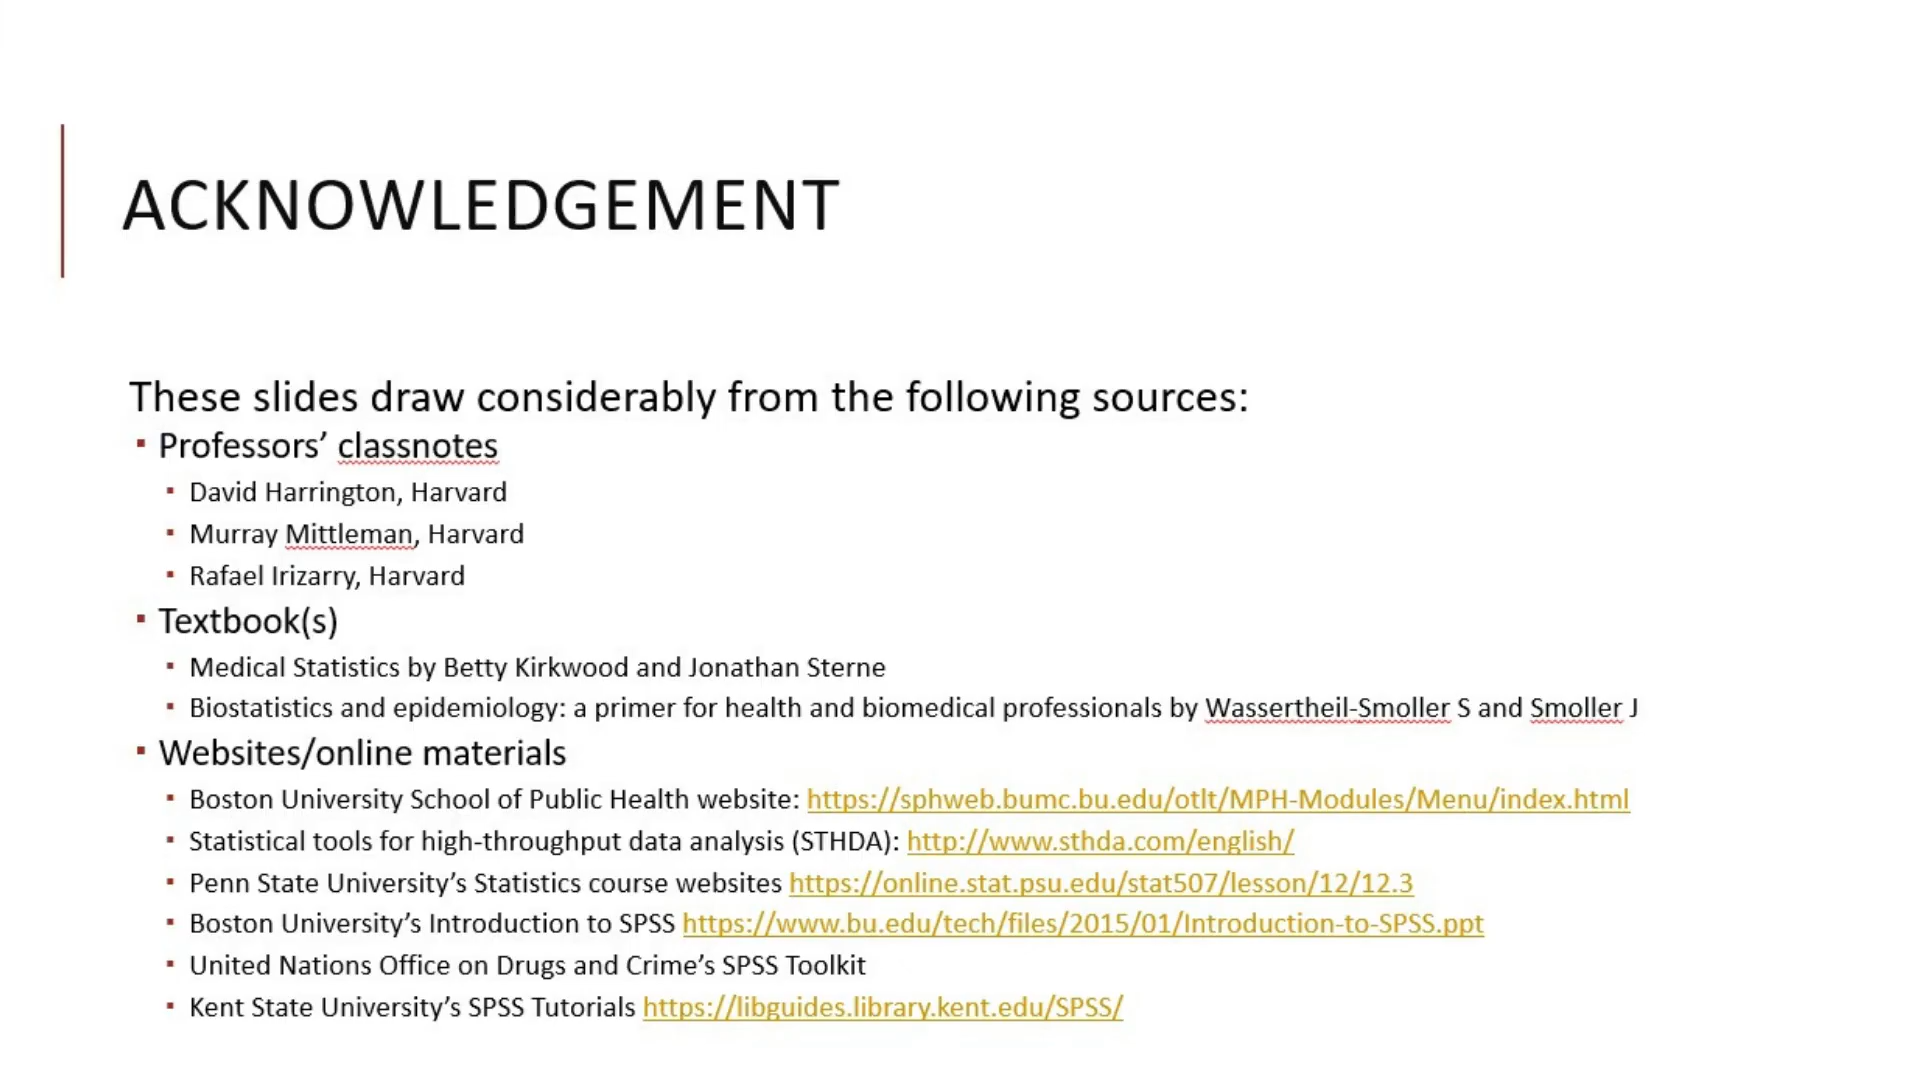 ACKNOWLEDGEMENT
These slides draw considerably from the following sources:
▪ Professors’ classnotes
▪ David Harrington, Harvard
▪ Murray Mittleman, Harvard
▪ Rafael Irizarry, Harvard
▪ Textbook(s)
▪ Medical Statistics by Betty Kirkwood and Jonathan Sterne
▪ Biostatistics and epidemiology: a primer for health and biomedical professionals by Wassertheil-Smoller S and Smoller J
▪ Websites/online materials
▪ Boston University School of Public Health website: https://sphweb.bumc.bu.edu/otlt/MPH-Modules/Menu/index.html
▪ Statistical tools for high-throughput data analysis (STHDA): http://www.sthda.com/english/
▪ Penn State University’s Statistics course websites https://online.stat.psu.edu/stat507/lesson/12/12.3
▪ Boston University’s Introduction to SPSS https://www.bu.edu/tech/files/2015/01/Introduction-to-SPSS.ppt
▪ United Nations Office on Drugs and Crime’s SPSS Toolkit
▪ Kent State University’s SPSS Tutorials https://libguides.library.kent.edu/SPSS/